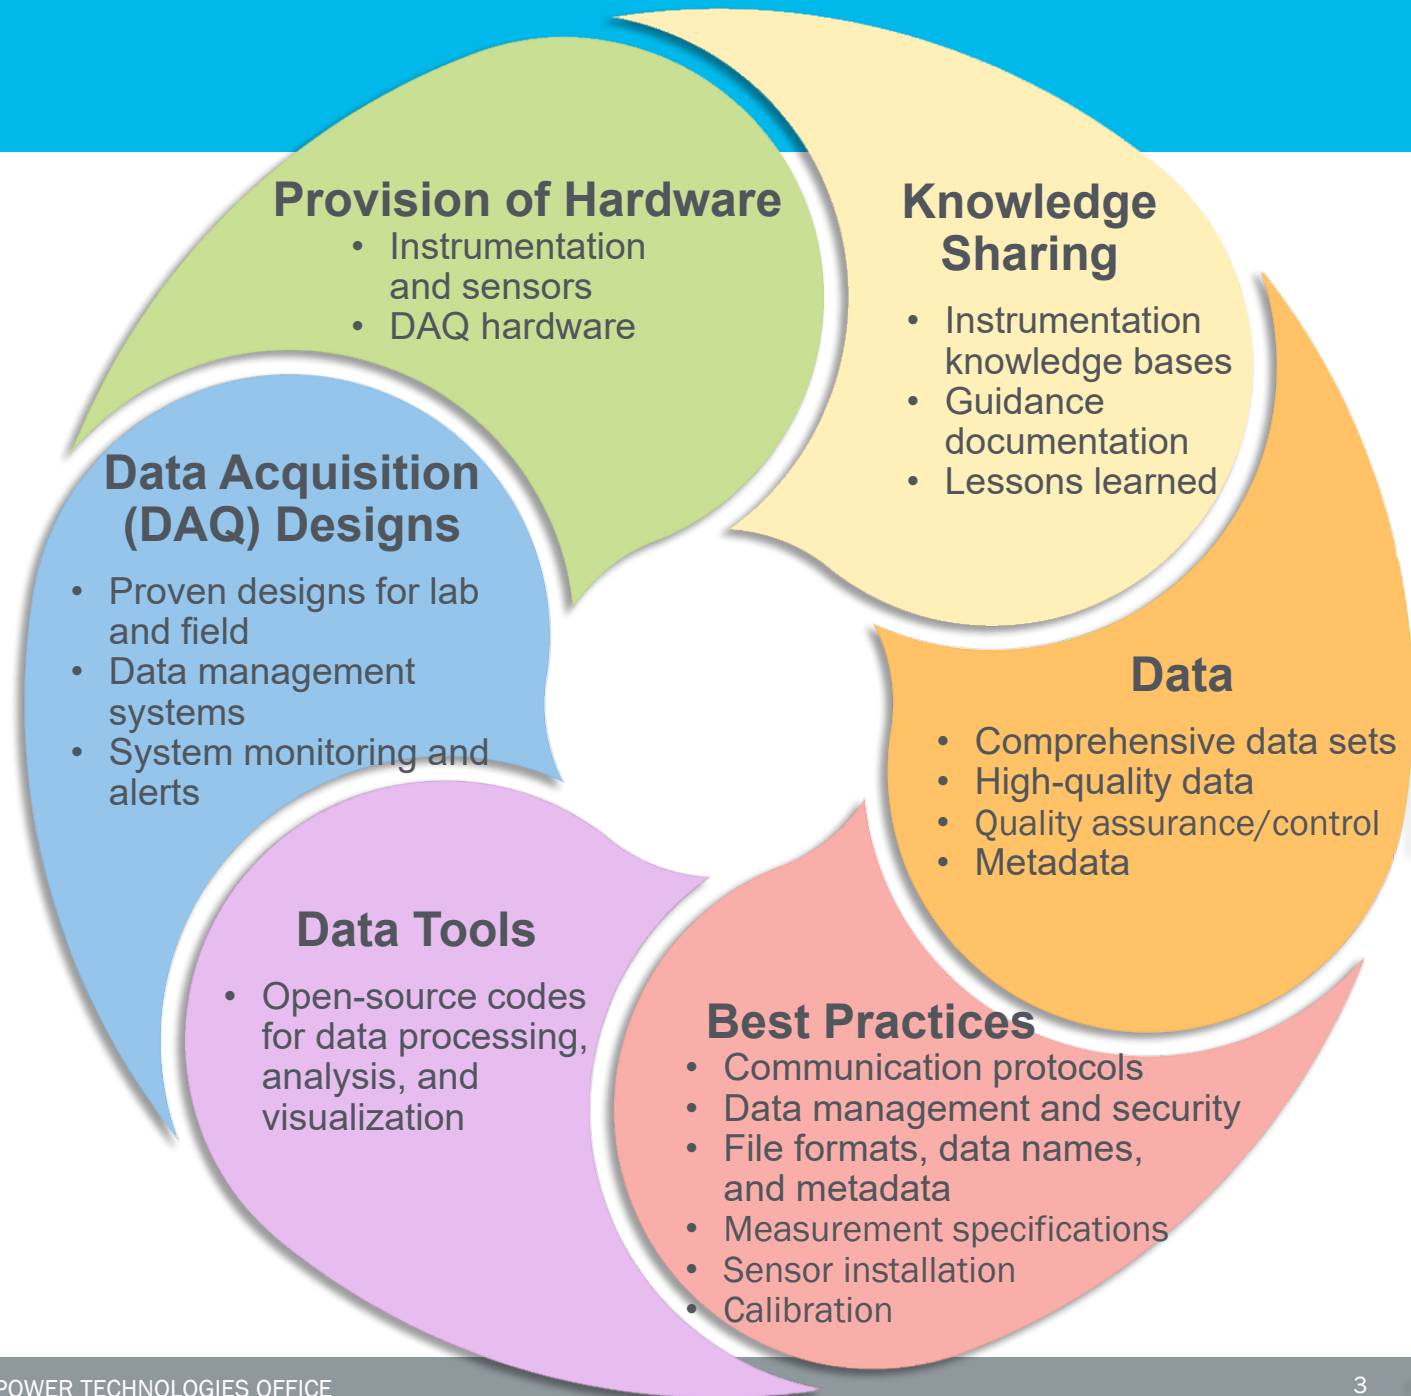 Provision of Hardware
• Instrumentation
and sensors
• DAQ hardware
Knowledge
Sharing
• Instrumentation
knowledge bases
• Guidance
documentation
• Lessons learned
Data
• Comprehensive data sets
• High-quality data
• Quality assurance/control
• Metadata
Best Practices
• Communication protocols
• Data management and security
• File formats, data names,
and metadata
• Measurement specifications
• Sensor installation
• Calibration
Data Tools
• Open-source codes
for data processing,
analysis, and
visualization
Data Acquisition
(DAQ) Designs
• Proven designs for lab
and field
• Data management
systems
• System monitoring and
alerts
POWER TECHNOLOGIES OFFICE
3